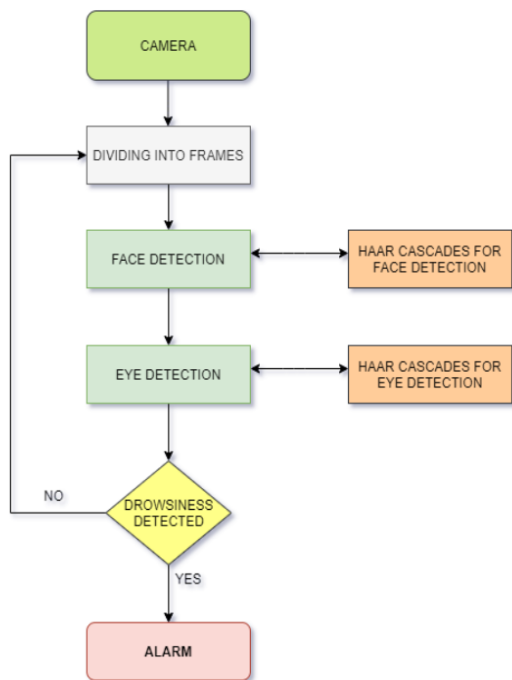 CAMERA
DIVIDING INTO FRAMES
FACE DETECTION
HAAR CASCADES FOR
FACE DETECTION
EYE DETECTION
HAAR CASCADES FOR
EYE DETECTION
NO
DROWSINESS
DETECTED
YES
ALARM